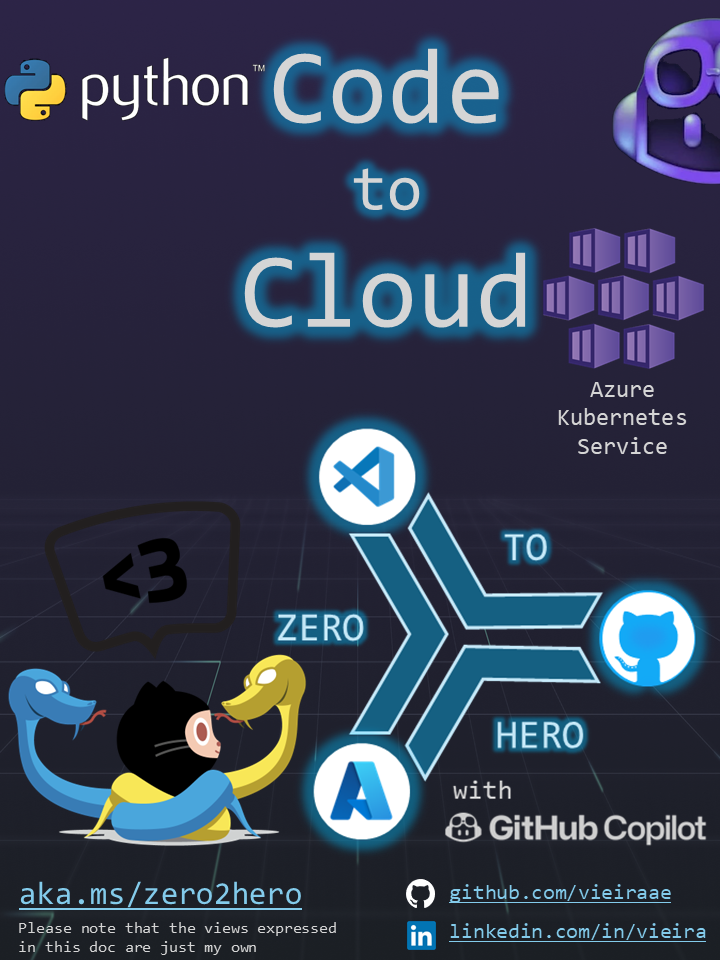 python™
Code
to
Cloud
Azure
Kubernetes
Service
<3
TO
ZERO
HERO
with
GitHub Copilot
aka.ms/zero2hero
Please note that the views expressed
in this doc are just my own
github.com/vieiraae
in
linkedin.com/in/vieira